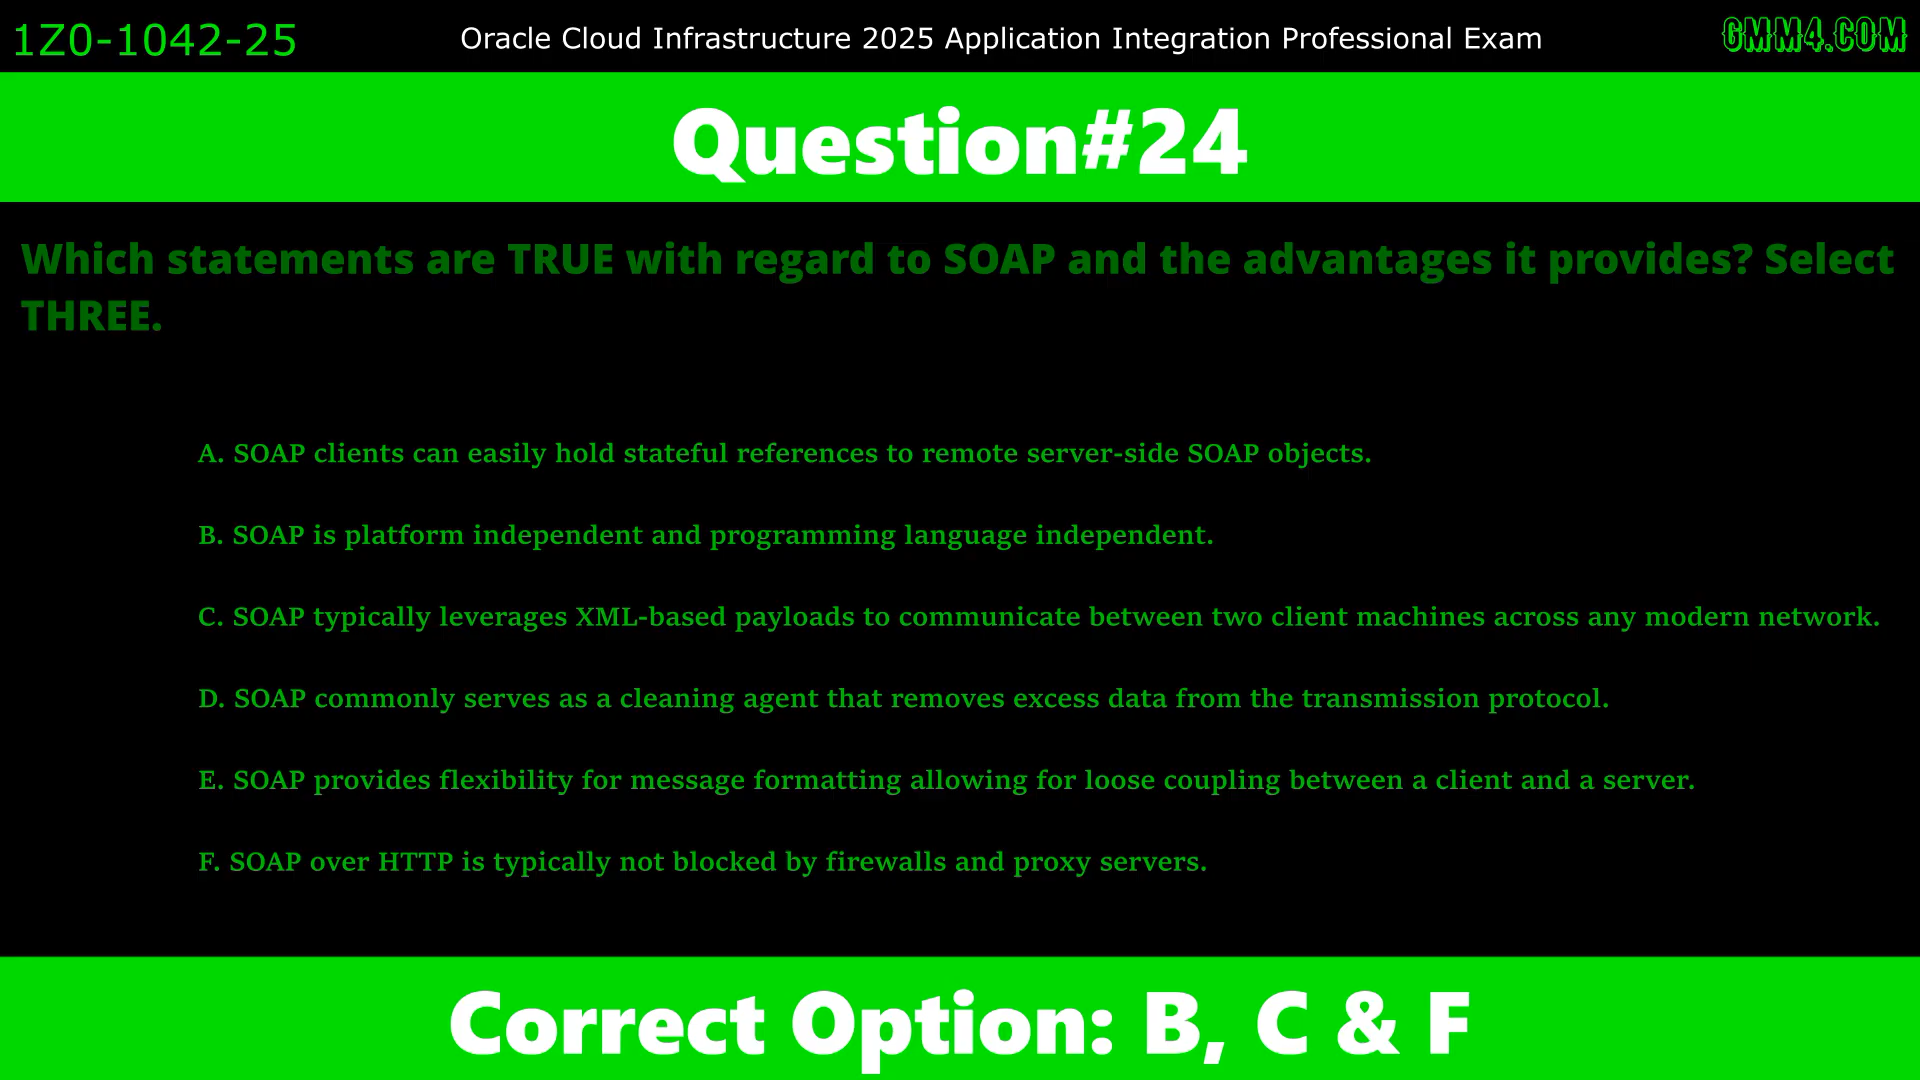 1Z0-1042-25
Oracle Cloud Infrastructure 2025 Application Integration Professional Exam
GMM4.COM
Question#24
Which statements are TRUE with regard to SOAP and the advantages it provides? Select
THREE.
A. SOAP clients can easily hold stateful references to remote server-side SOAP objects.
B. SOAP is platform independent and programming language independent.
C. SOAP typically leverages XML-based payloads to communicate between two client machines across any modern network.
D. SOAP commonly serves as a cleaning agent that removes excess data from the transmission protocol.
E. SOAP provides flexibility for message formatting allowing for loose coupling between a client and a server.
F. SOAP over HTTP is typically not blocked by firewalls and proxy servers.
Correct Option: B, C & F